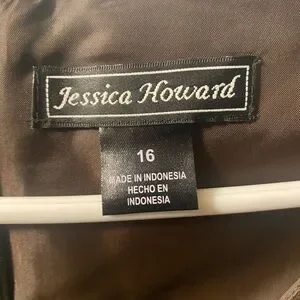 Jessica Howard
16
MADE IN INDONESIA
HECHO EN
INDONESIA